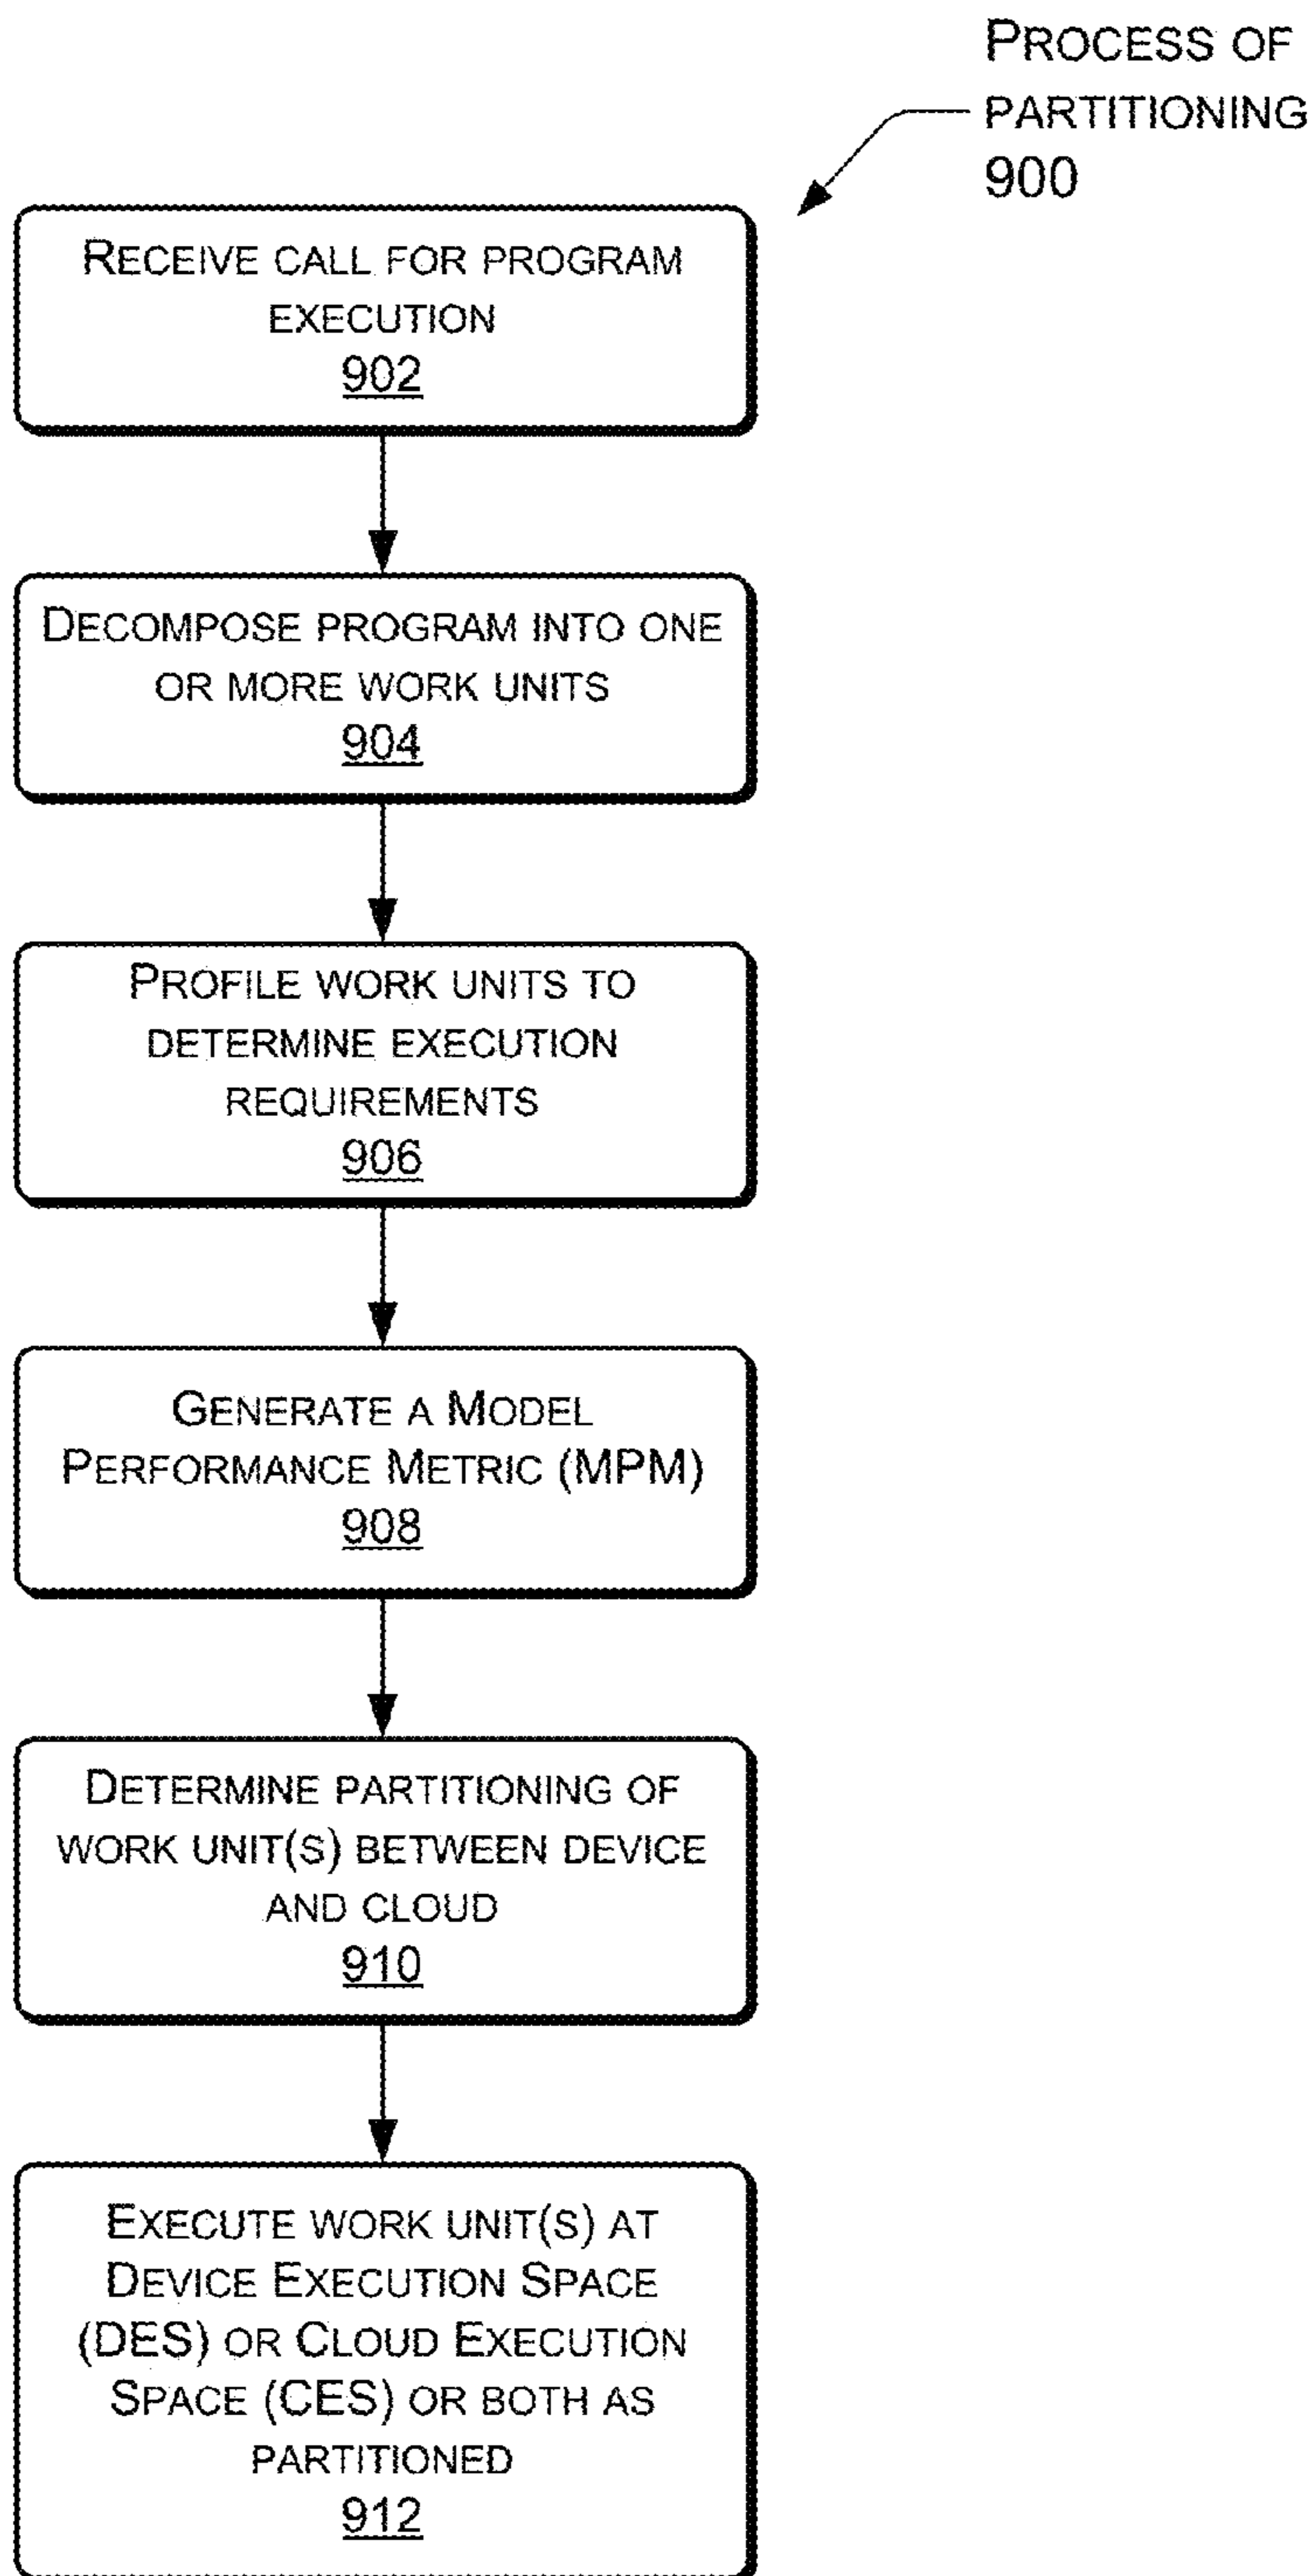 PROCESS OF
PARTITIONING
900
RECEIVE CALL FOR PROGRAM
EXECUTION
902
DECOMPOSE PROGRAM INTO ONE
OR MORE WORK UNITS
904
PROFILE WORK UNITS TO
DETERMINE EXECUTION
REQUIREMENTS
906
GENERATE A MODEL
PERFORMANCE METRIC (MPM)
908
DETERMINE PARTITIONING OF
WORK UNIT(S) BETWEEN DEVICE
AND CLOUD
910
EXECUTE WORK UNIT(S) AT
DEVICE EXECUTION SPACE
(DES) OR CLOUD EXECUTION
SPACE (CES) OR BOTH AS
PARTITIONED
912